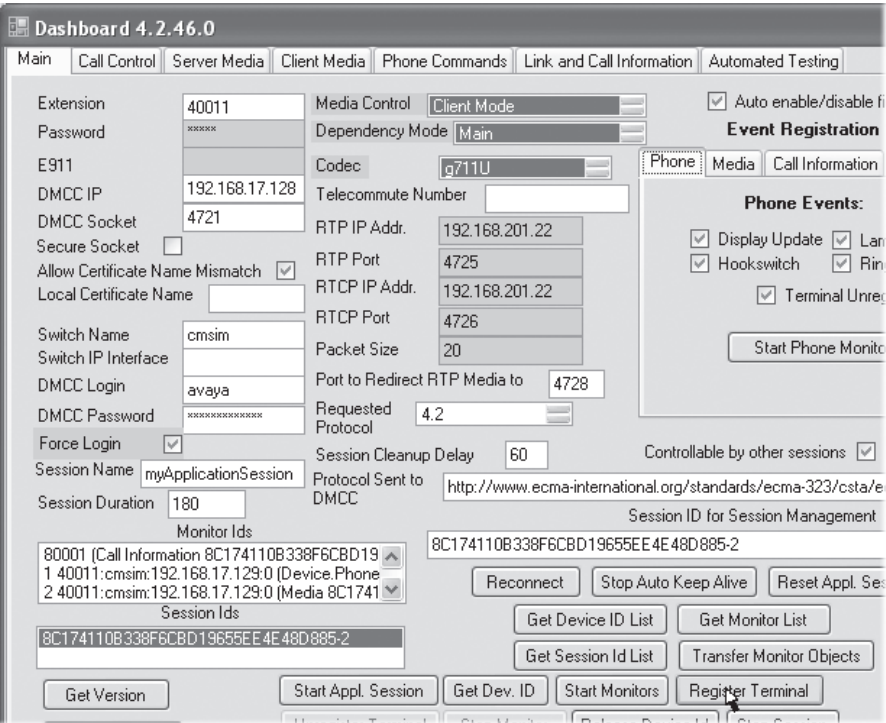 Dashboard 4.2.46.0
Main Call Control Server Media Client Media Phone Commands Link and Call Information Automated Testing
Extension 40011
Password *****
E911
DMCC IP 192.168.17.128
DMCC Socket 4721
Secure Socket
Allow Certificate Name Mismatch
Local Certificate Name
Switch Name cmsim
Switch IP Interface
DMCC Login avaya
DMCC Password *************
Force Login
Session Name myApplicationSession
Session Duration 180
Monitor Ids
80001 (Call Information 8C174110B338F6CBD19
1 40011:cmsim:192.168.17.129:0 (Device.Phone
2 40011:cmsim:192.168.17.129:0 (Media 8C1741
Session Ids
8C174110B338F6CBD19655EE4E48D885-2
Get Version
Media Control Client Mode
Dependency Mode Main
Codec g711U
Telecommute Number
RTP IP Addr. 192.168.201.22
RTP Port 4725
RTCP IP Addr. 192.168.201.22
RTCP Port 4726
Packet Size 20
Port to Redirect RTP Media to 4728
Requested Protocol 4.2
Session Cleanup Delay 60
Protocol Sent to DMCC http://www.ecma-international.org/standards/ecma-323/csta/e
Auto enable/disable fi
Event Registration
Phone Media Call Information
Phone Events:
Display Update Lam
Hookswitch Rin
Terminal Unre
Start Phone Monito
Controllable by other sessions
Session ID for Session Management
8C174110B338F6CBD19655EE4E48D885-2
Reconnect Stop Auto Keep Alive Reset Appl. Se
Get Device ID List Get Monitor List
Get Session Id List Transfer Monitor Objects
Start Appl. Session Get Dev. ID Start Monitors Register Terminal